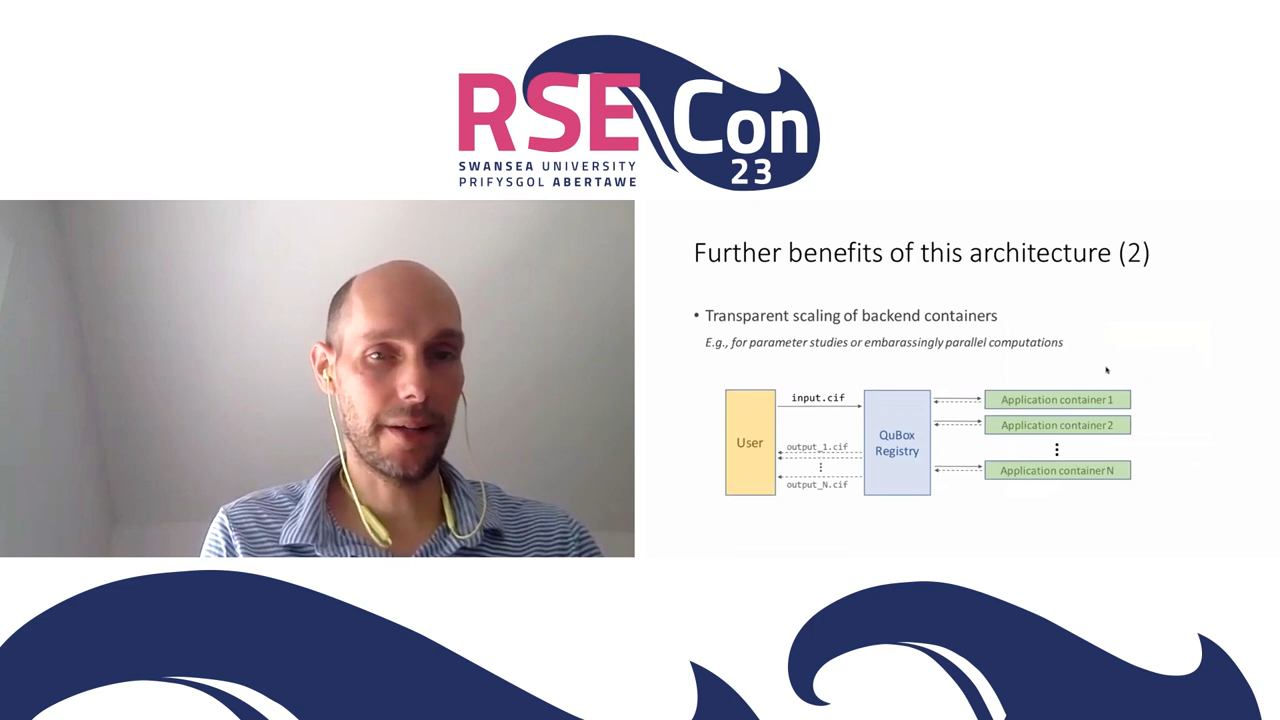 RSE Con
23
SWANSEA UNIVERSITY
PRIFYSGOL ABERTAWE
Further benefits of this architecture (2)
• Transparent scaling of backend containers
E.g., for parameter studies or embarassingly parallel computations
User
input.cif
output_1.cif
⋮
output_N.cif
QuBox
Registry
Application container 1
Application container 2
⋮
Application container N